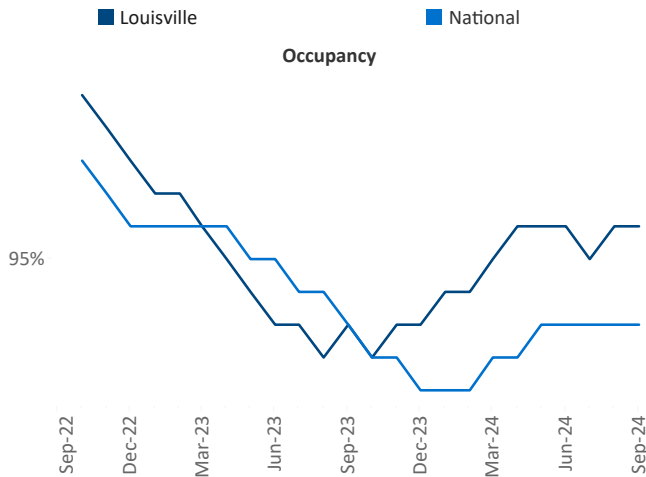 Louisville National
Occupancy
95%
Sep-22 Dec-22 Mar-23 Jun-23 Sep-23 Dec-23 Mar-24 Jun-24 Sep-24